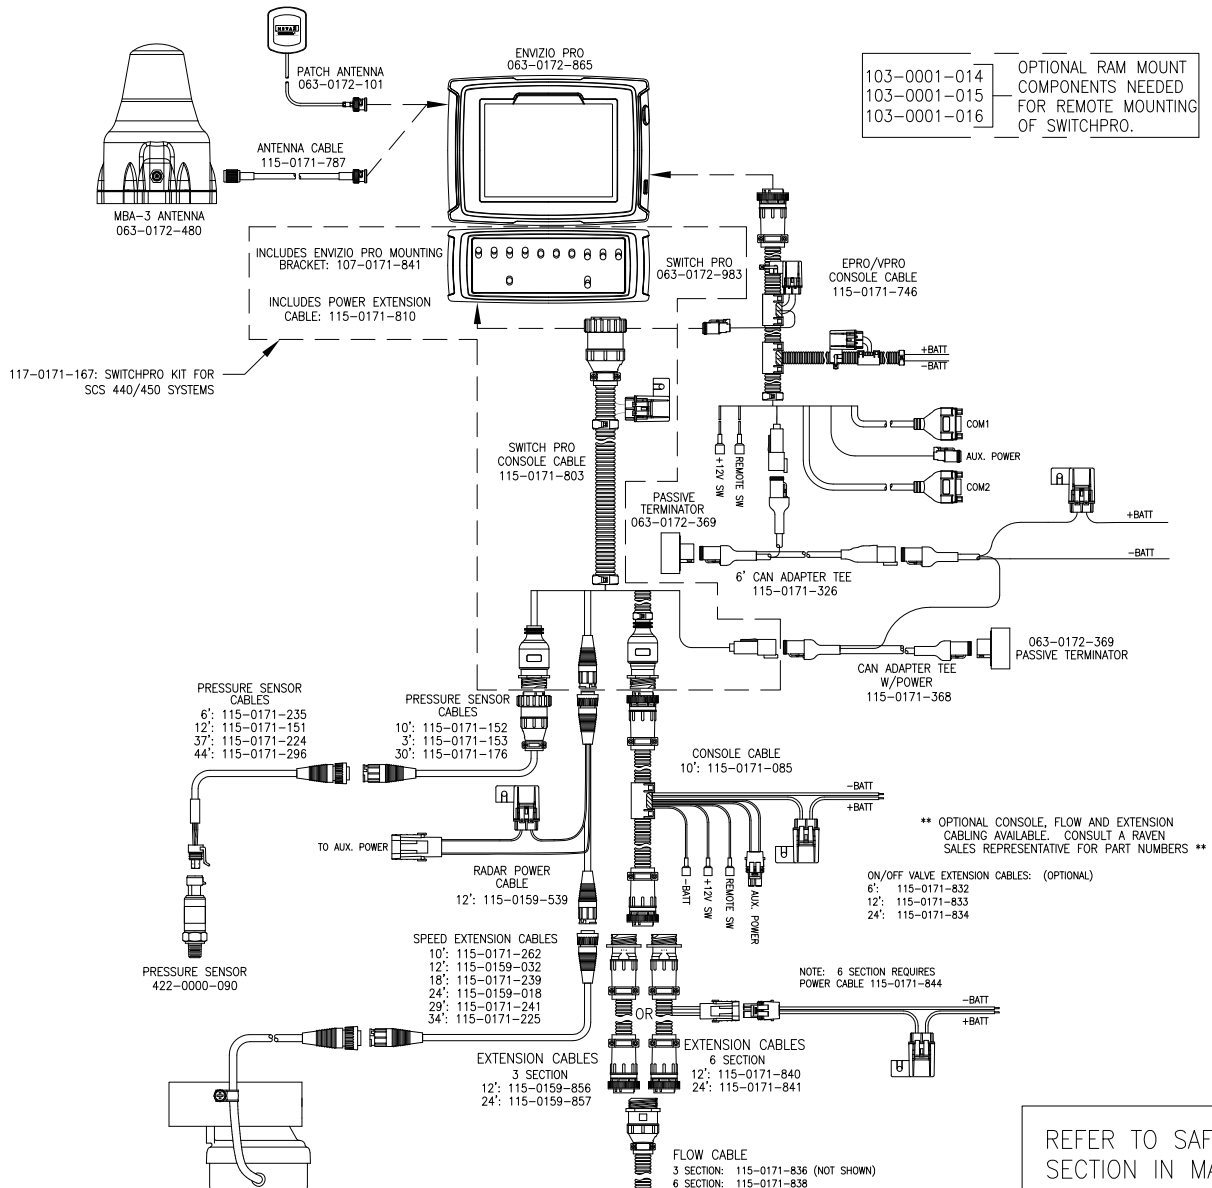 PATCH ANTENNA
063-0172-101
ANTENNA CABLE
115-0171-787
MBA-3 ANTENNA
063-0172-480
ENVIZIO PRO
063-0172-865
103-0001-014
103-0001-015
103-0001-016
OPTIONAL RAM MOUNT
COMPONENTS NEEDED
FOR REMOTE MOUNTING
OF SWITCHPRO.
INCLUDES ENVIZIO PRO MOUNTING
BRACKET: 107-0171-841
INCLUDES POWER EXTENSION
CABLE: 115-0171-810
SWITCH PRO
063-0172-983
EPRO/VPRO
CONSOLE CABLE
115-0171-746
+BATT
-BATT
117-0171-167: SWITCHPRO KIT FOR
SCS 440/450 SYSTEMS
SWITCH PRO
CONSOLE CABLE
115-0171-803
+12V SW
REMOTE SW
COM1
AUX. POWER
COM2
PASSIVE
TERMINATOR
063-0172-369
+BATT
-BATT
6' CAN ADAPTER TEE
115-0171-326
063-0172-369
PASSIVE TERMINATOR
CAN ADAPTER TEE
W/POWER
115-0171-368
PRESSURE SENSOR
CABLES
6': 115-0171-235
12': 115-0171-151
37': 115-0171-224
44': 115-0171-296
PRESSURE SENSOR
CABLES
10': 115-0171-152
3': 115-0171-153
30': 115-0171-176
CONSOLE CABLE
10': 115-0171-085
-BATT
+BATT
TO AUX. POWER
RADAR POWER
CABLE
12': 115-0159-539
-BATT
+12V SW
REMOTE SW
AUX. POWER
** OPTIONAL CONSOLE, FLOW AND EXTENSION
CABLING AVAILABLE. CONSULT A RAVEN
SALES REPRESENTATIVE FOR PART NUMBERS **
ON/OFF VALVE EXTENSION CABLES: (OPTIONAL)
6': 115-0171-832
12': 115-0171-833
24': 115-0171-834
PRESSURE SENSOR
422-0000-090
SPEED EXTENSION CABLES
10': 115-0171-262
12': 115-0159-032
18': 115-0171-239
24': 115-0159-018
29': 115-0171-241
34': 115-0171-225
NOTE: 6 SECTION REQUIRES
POWER CABLE 115-0171-844
-BATT
+BATT
OR
EXTENSION CABLES
3 SECTION
12': 115-0159-856
24': 115-0159-857
EXTENSION CABLES
6 SECTION
12': 115-0171-840
24': 115-0171-841
FLOW CABLE
3 SECTION: 115-0171-836 (NOT SHOWN)
6 SECTION: 115-0171-838
REFER TO SAF
SECTION IN MA